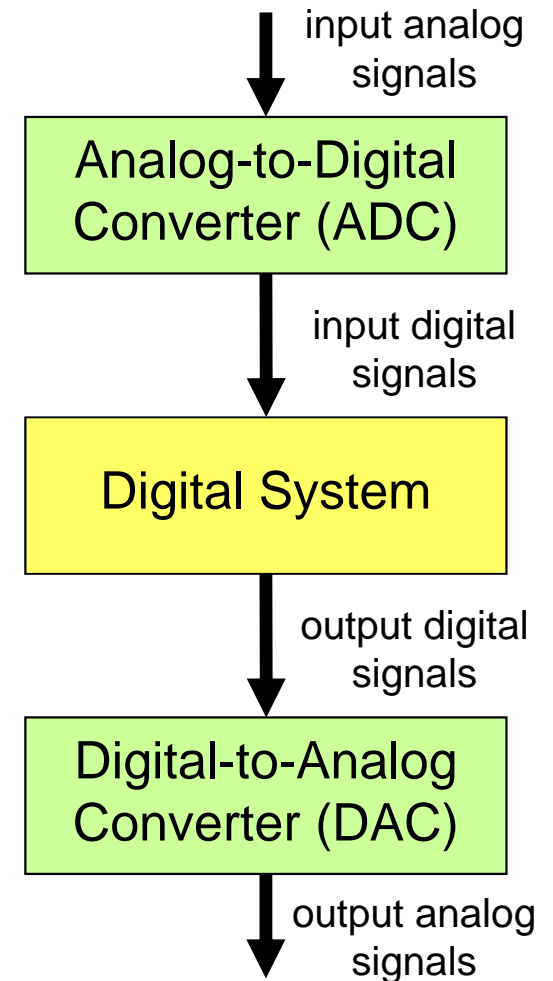 input analog
signals
Analog-to-Digital
Converter (ADC)
input digital
signals
Digital System
output digital
signals
Digital-to-Analog
Converter (DAC)
output analog
signals